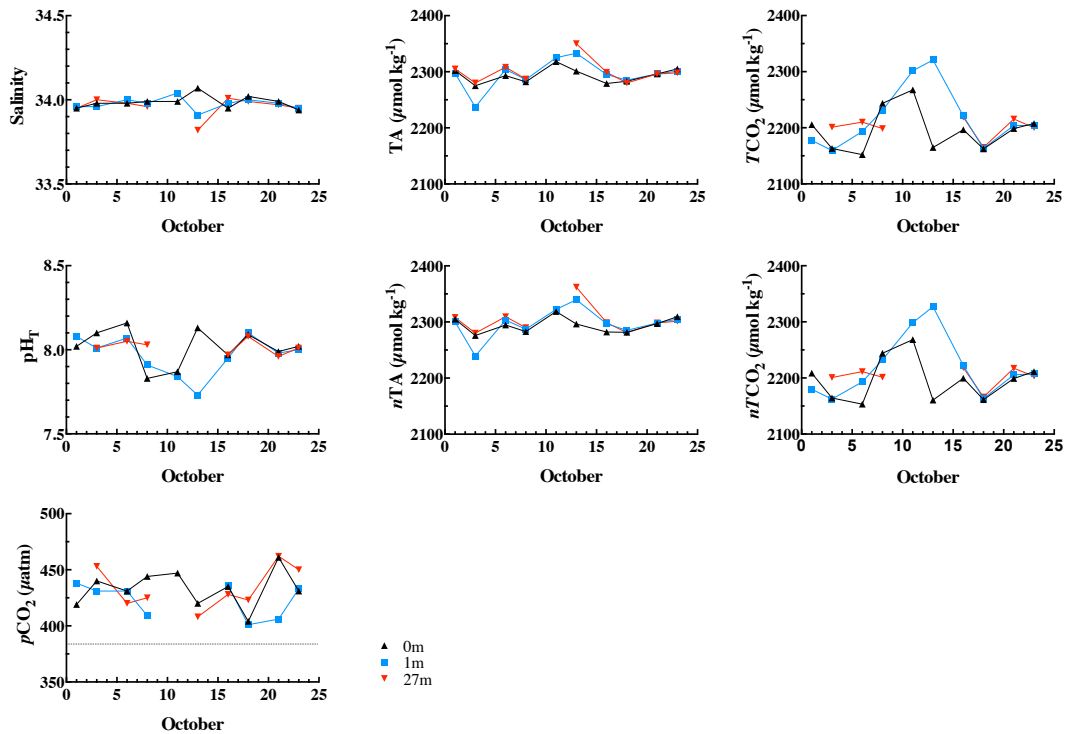 34.5
34.0
33.5
Salinity
0 5 10 15 20 25
October
2400
2300
2200
2100
TA (µmol kg⁻¹)
0 5 10 15 20 25
October
2400
2300
2200
2100
TCO₂ (µmol kg⁻¹)
0 5 10 15 20 25
October
8.5
8.0
7.5
pH_T
0 5 10 15 20 25
October
2400
2300
2200
2100
nTA (µmol kg⁻¹)
0 5 10 15 20 25
October
2400
2300
2200
2100
nTCO₂ (µmol kg⁻¹)
0 5 10 15 20 25
October
500
450
400
350
pCO₂ (µatm)
0 5 10 15 20 25
October
0m
1m
27m